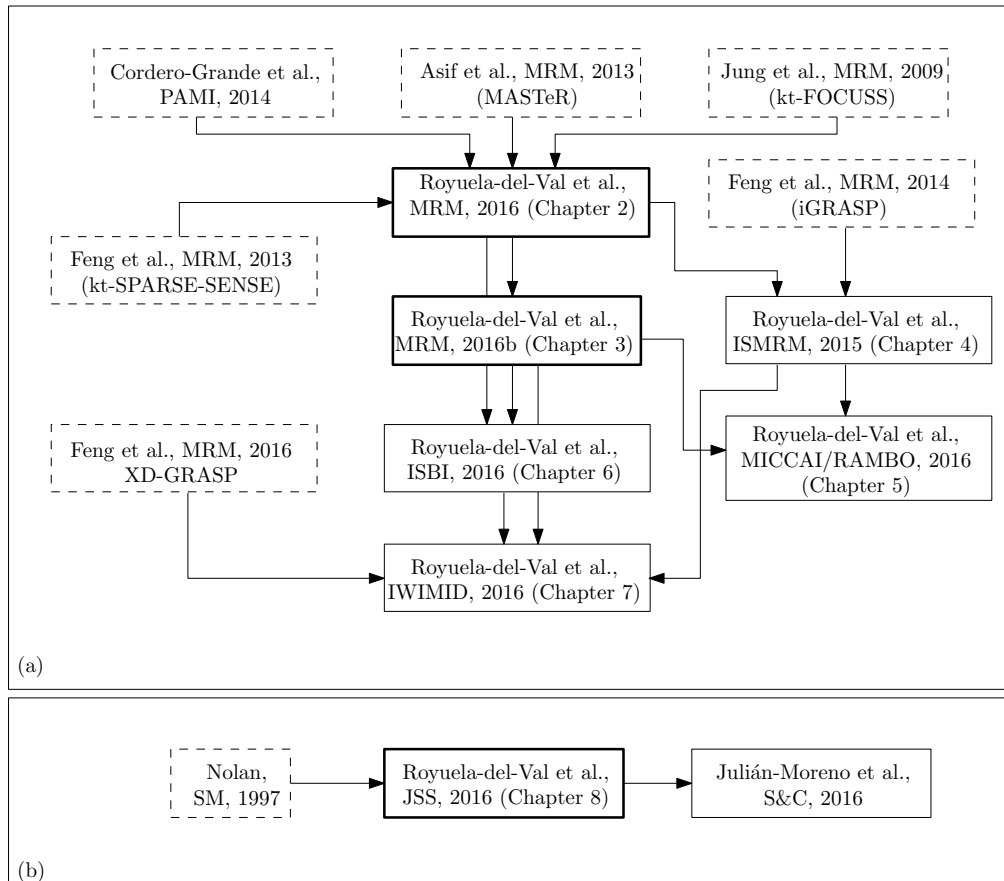 Cordero-Grande et al.,
PAMI, 2014
Asif et al., MRM, 2013
(MASTeR)
Jung et al., MRM, 2009
(kt-FOCUSS)
Royuela-del-Val et al.,
MRM, 2016 (Chapter 2)
Feng et al., MRM, 2014
(iGRASP)
Feng et al., MRM, 2013
(kt-SPARSE-SENSE)
Royuela-del-Val et al.,
MRM, 2016b (Chapter 3)
Royuela-del-Val et al.,
ISMRM, 2015 (Chapter 4)
Feng et al., MRM, 2016
XD-GRASP
Royuela-del-Val et al.,
ISBI, 2016 (Chapter 6)
Royuela-del-Val et al.,
MICCAI/RAMBO, 2016
(Chapter 5)
Royuela-del-Val et al.,
IWIMID, 2016 (Chapter 7)
(a)
Nolan,
SM, 1997
Royuela-del-Val et al.,
JSS, 2016 (Chapter 8)
Julián-Moreno et al.,
S&C, 2016
(b)